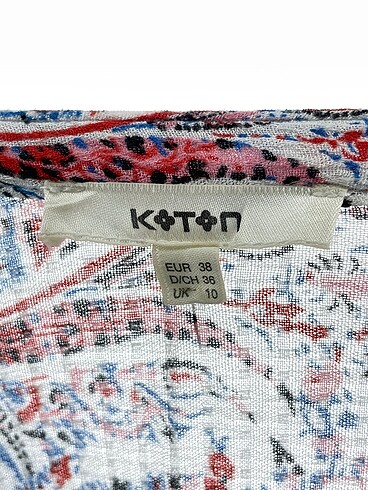 KOTON
EUR 38
D/CH 36
UK 10